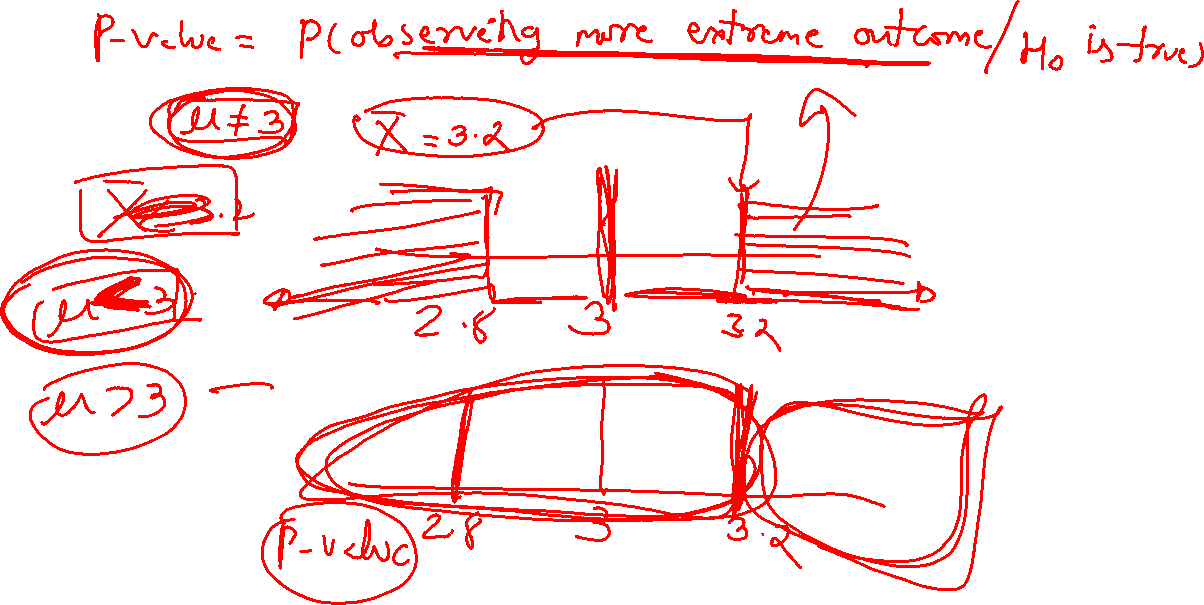 P-value = P(observing more extreme outcome/H₀ is true)
μ ≠ 3
X̄ = 3.2
X̄
μ < 3
2.8 3 3.2
μ > 3
2.8 3 3.2
P-value